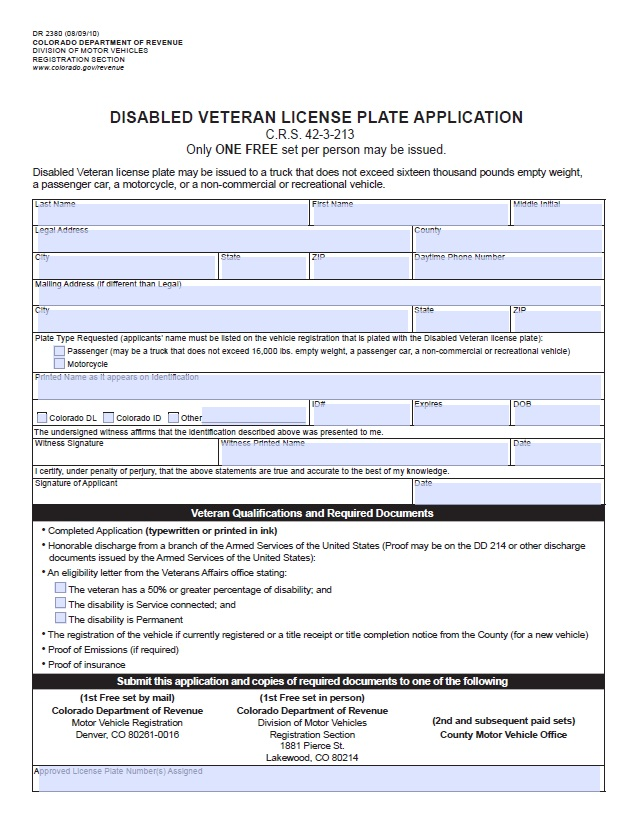 DR 2380 (08/09/10)
COLORADO DEPARTMENT OF REVENUE
DIVISION OF MOTOR VEHICLES
REGISTRATION SECTION
www.colorado.gov/revenue
DISABLED VETERAN LICENSE PLATE APPLICATION
C.R.S. 42-3-213
Only ONE FREE set per person may be issued.
Disabled Veteran license plate may be issued to a truck that does not exceed sixteen thousand pounds empty weight,
a passenger car, a motorcycle, or a non-commercial or recreational vehicle.
Last Name First Name Middle Initial
Legal Address County
City State ZIP Daytime Phone Number
Mailing Address (if different than Legal)
City State ZIP
Plate Type Requested (applicants' name must be listed on the vehicle registration that is plated with the Disabled Veteran license plate):
Passenger (may be a truck that does not exceed 16,000 lbs. empty weight, a passenger car, a non-commercial or recreational vehicle)
Motorcycle
Printed Name as it appears on Identification
Colorado DL Colorado ID Other ID# Expires DOB
The undersigned witness affirms that the identification described above was presented to me.
Witness Signature Witness Printed Name Date
I certify, under penalty of perjury, that the above statements are true and accurate to the best of my knowledge.
Signature of Applicant Date
Veteran Qualifications and Required Documents
• Completed Application (typewritten or printed in ink)
• Honorable discharge from a branch of the Armed Services of the United States (Proof may be on the DD 214 or other discharge
documents issued by the Armed Services of the United States):
• An eligibility letter from the Veterans Affairs office stating:
The veteran has a 50% or greater percentage of disability; and
The disability is Service connected; and
The disability is Permanent
• The registration of the vehicle if currently registered or a title receipt or title completion notice from the County (for a new vehicle)
• Proof of Emissions (if required)
• Proof of insurance
Submit this application and copies of required documents to one of the following
(1st Free set by mail)
Colorado Department of Revenue
Motor Vehicle Registration
Denver, CO 80261-0016
(1st Free set in person)
Colorado Department of Revenue
Division of Motor Vehicles
Registration Section
1881 Pierce St.
Lakewood, CO 80214
(2nd and subsequent paid sets)
County Motor Vehicle Office
Approved License Plate Number(s) Assigned